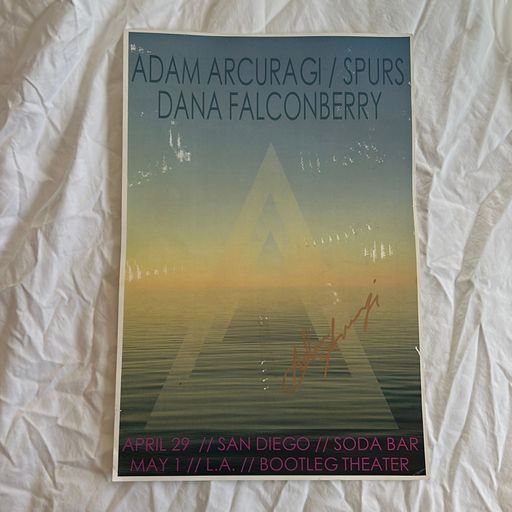 ADAM ARCURAGI / SPURS
DANA FALCONBERRY
APRIL 29 // SAN DIEGO // SODA BAR
MAY 1 // L.A. // BOOTLEG THEATER